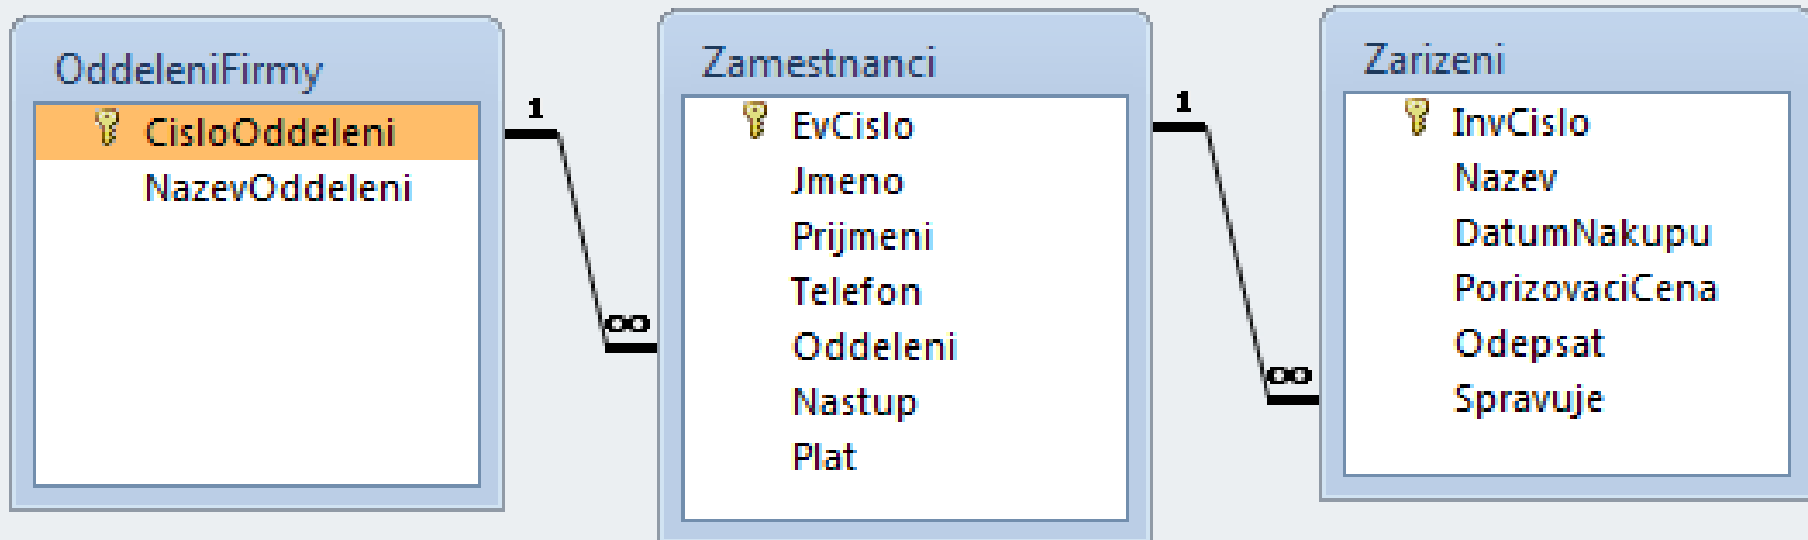 OddeleniFirmy
CisloOddeleni
NazevOddeleni
1
∞
Zamestnanci
EvCislo
Jmeno
Prijmeni
Telefon
Oddeleni
Nastup
Plat
1
∞
Zarizeni
InvCislo
Nazev
DatumNakupu
PorizovaciCena
Odepsat
Spravuje